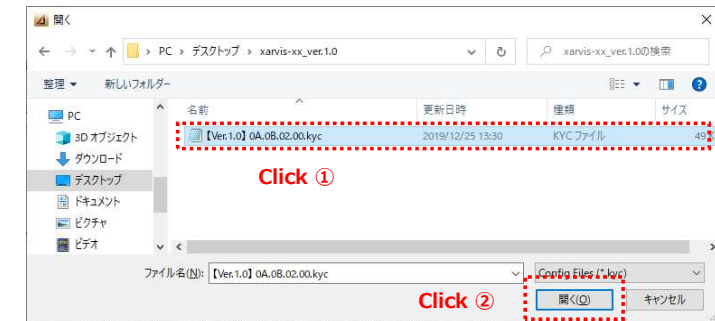 開く
PC › デスクトップ › xarvis-xx_ver.1.0
xarvis-xx_ver.1.0の検索
整理 新しいフォルダー
名前 更新日時 種類 サイズ
PC
【Ver.1.0】0A.0B.02.00.kyc 2019/12/25 13:30 KYC ファイル 49
3D オブジェクト
ダウンロード
Click ①
デスクトップ
ドキュメント
ピクチャ
ビデオ
ファイル名(N): 【Ver.1.0】0A.0B.02.00.kyc Config Files (*.kyc)
Click ② 開く(O) キャンセル